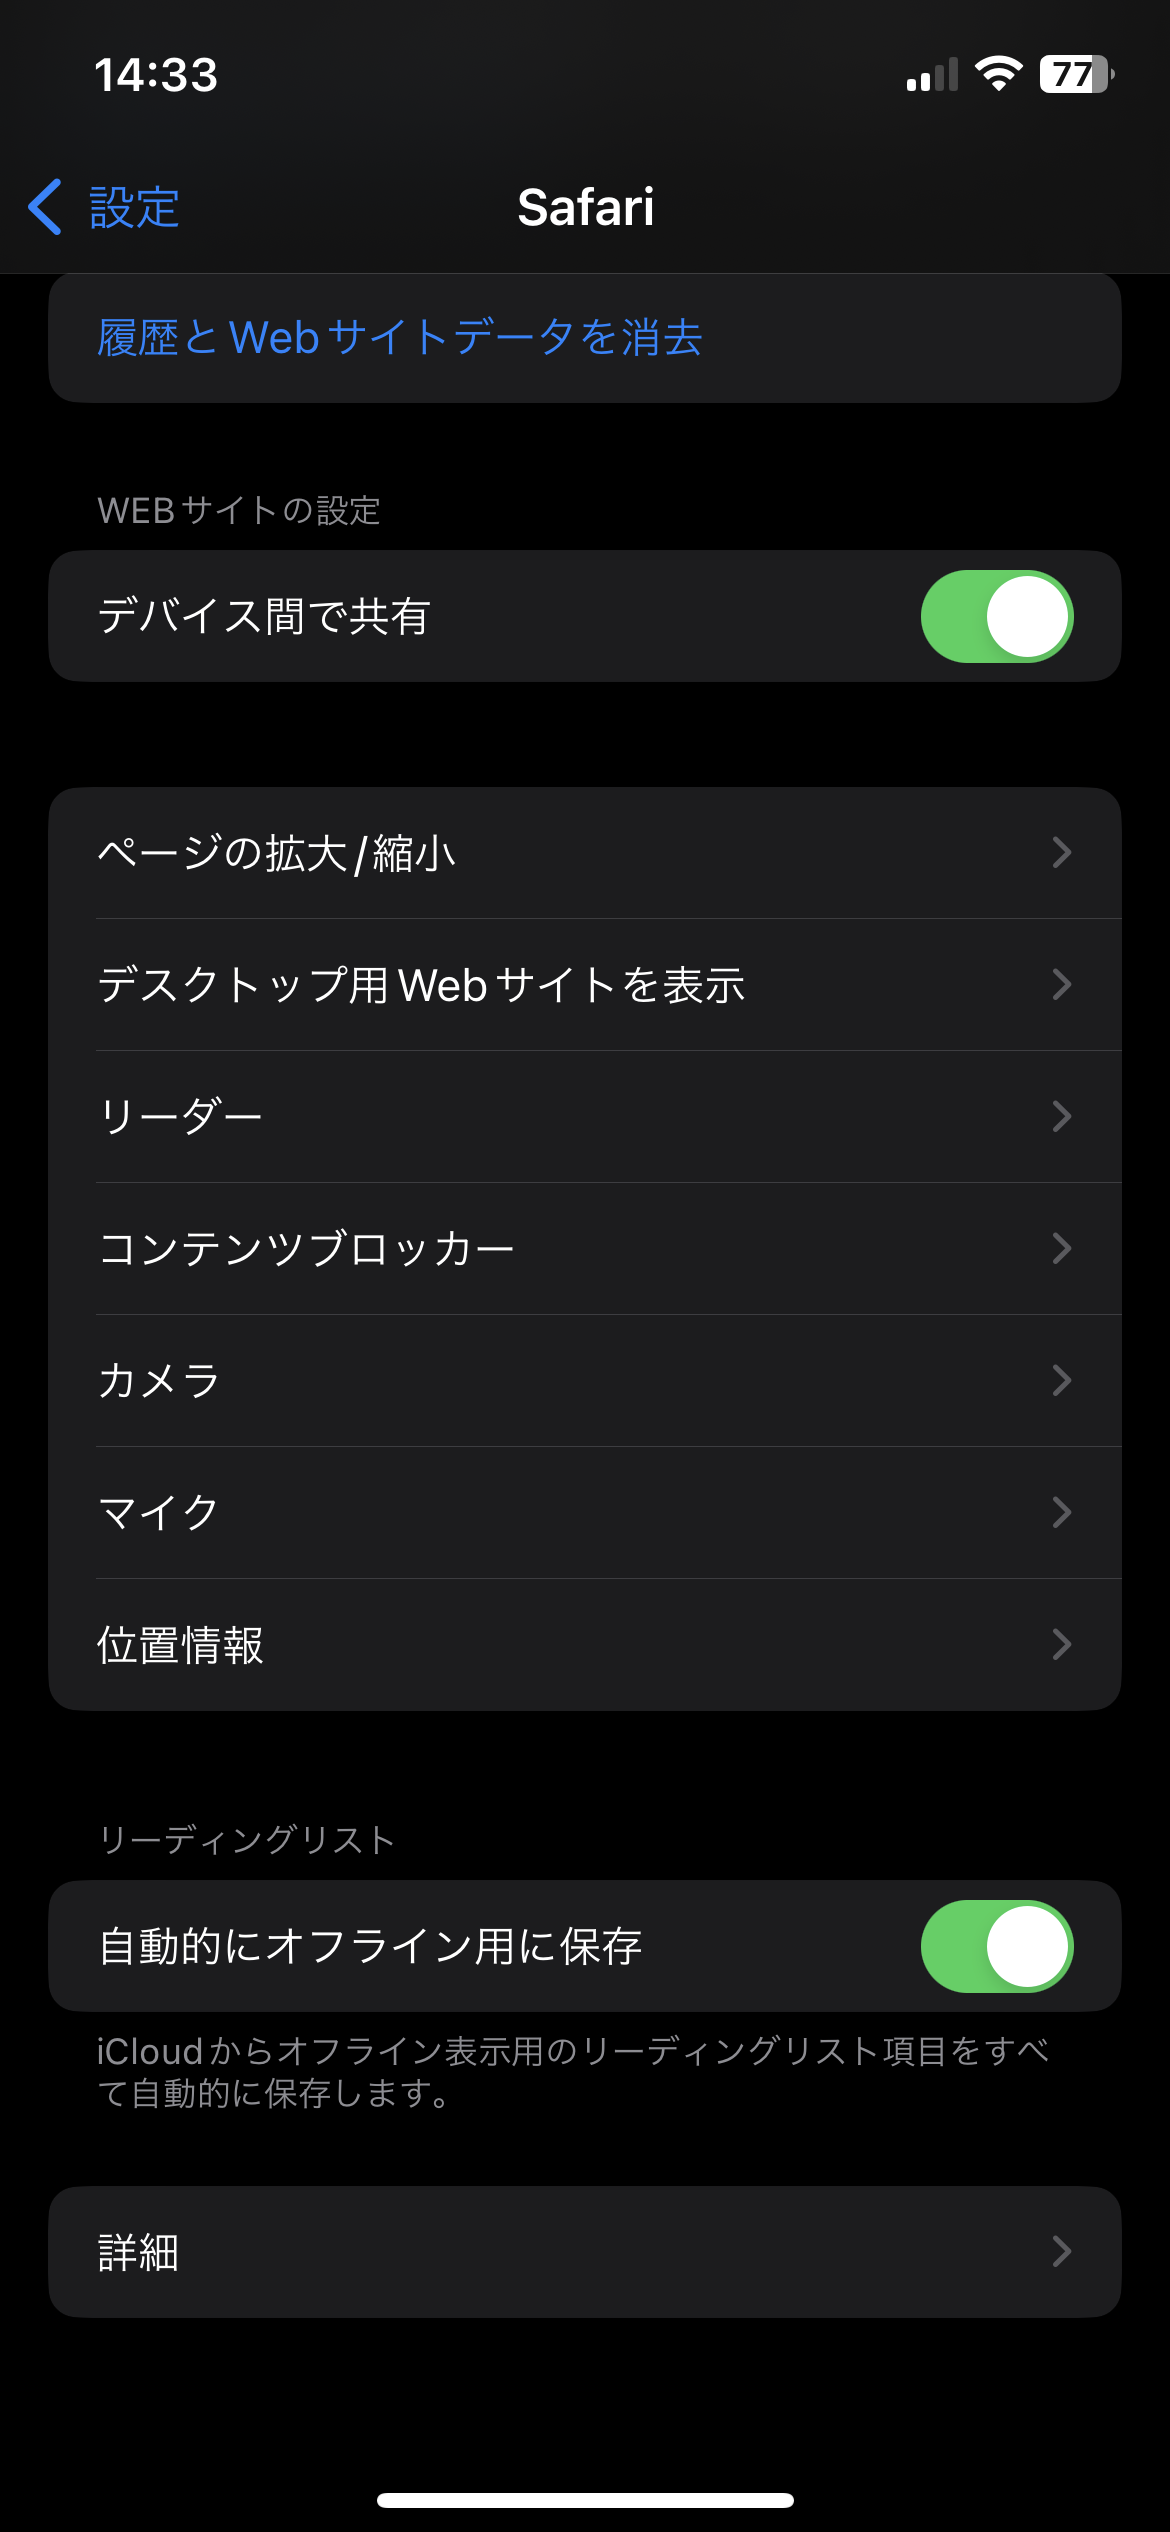 14:33
77
設定
Safari
履歴とWebサイトデータを消去
WEBサイトの設定
デバイス間で共有
ページの拡大/縮小
デスクトップ用Webサイトを表示
リーダー
コンテンツブロッカー
カメラ
マイク
位置情報
リーディングリスト
自動的にオフライン用に保存
iCloudからオフライン表示用のリーディングリスト項目をすべ
て自動的に保存します。
詳細